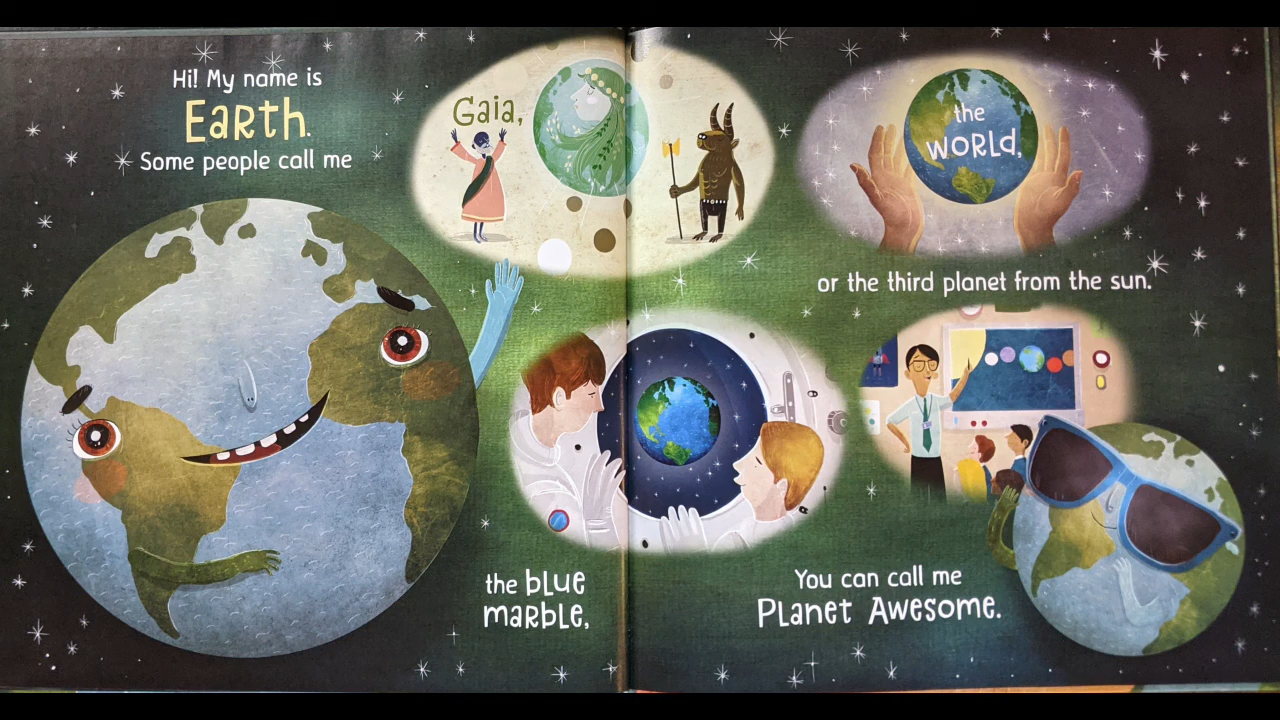 Hi! My name is
Earth.
Some people call me
Gaia,
the blue
marble,
the
world,
or the third planet from the sun.
You can call me
Planet Awesome.